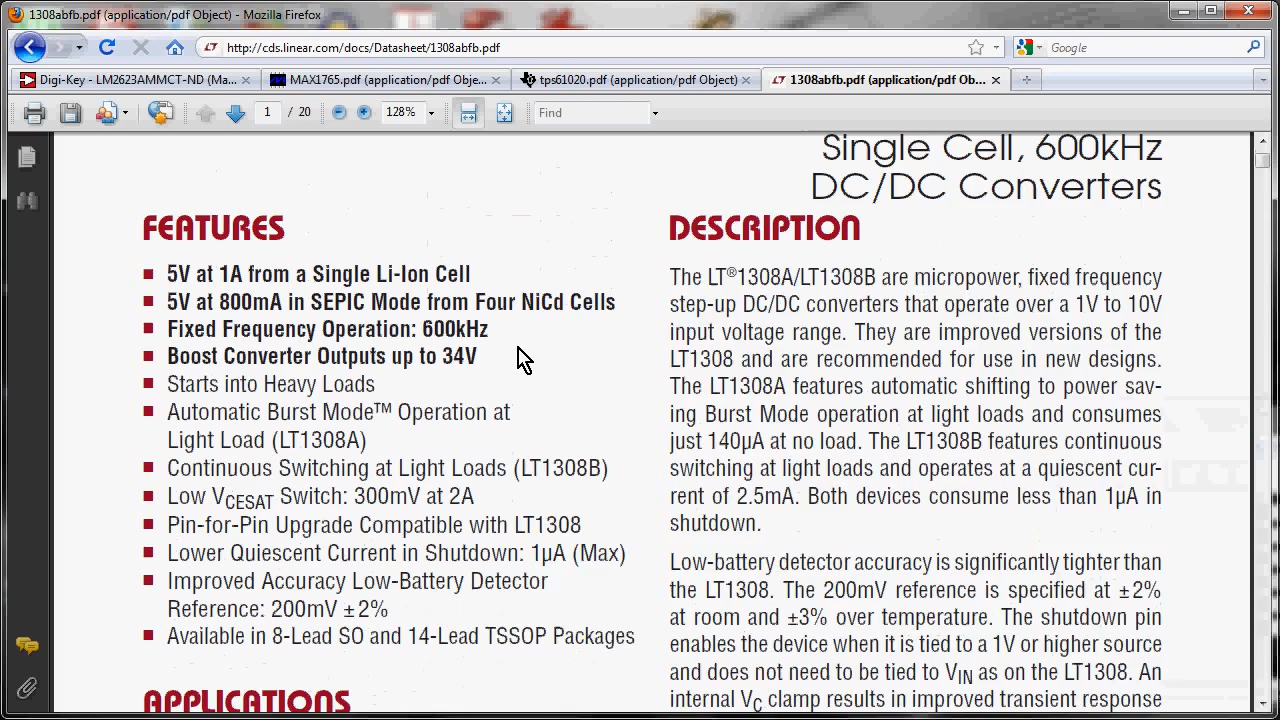 1308abfb.pdf (application/pdf Object) - Mozilla Firefox
http://cds.linear.com/docs/Datasheet/1308abfb.pdf
Google
Digi-Key - LM2623AMMCT-ND (Ma...
MAX1765.pdf (application/pdf Obje...
tps61020.pdf (application/pdf Object)
1308abfb.pdf (application/pdf Ob...
1 / 20
128%
Find
Single Cell, 600kHz
DC/DC Converters
FEATURES
■ 5V at 1A from a Single Li-Ion Cell
■ 5V at 800mA in SEPIC Mode from Four NiCd Cells
■ Fixed Frequency Operation: 600kHz
■ Boost Converter Outputs up to 34V
■ Starts into Heavy Loads
■ Automatic Burst Mode™ Operation at
Light Load (LT1308A)
■ Continuous Switching at Light Loads (LT1308B)
■ Low VCESAT Switch: 300mV at 2A
■ Pin-for-Pin Upgrade Compatible with LT1308
■ Lower Quiescent Current in Shutdown: 1µA (Max)
■ Improved Accuracy Low-Battery Detector
Reference: 200mV ±2%
■ Available in 8-Lead SO and 14-Lead TSSOP Packages
APPLICATIONS
DESCRIPTION
The LT®1308A/LT1308B are micropower, fixed frequency
step-up DC/DC converters that operate over a 1V to 10V
input voltage range. They are improved versions of the
LT1308 and are recommended for use in new designs.
The LT1308A features automatic shifting to power sav-
ing Burst Mode operation at light loads and consumes
just 140µA at no load. The LT1308B features continuous
switching at light loads and operates at a quiescent cur-
rent of 2.5mA. Both devices consume less than 1µA in
shutdown.
Low-battery detector accuracy is significantly tighter than
the LT1308. The 200mV reference is specified at ±2%
at room and ±3% over temperature. The shutdown pin
enables the device when it is tied to a 1V or higher source
and does not need to be tied to VIN as on the LT1308. An
internal VC clamp results in improved transient response